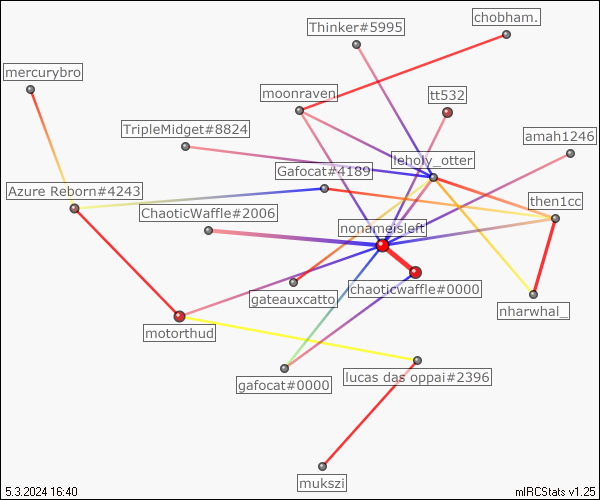 chobham.
Thinker#5995
mercurybro
moonraven
tt532
TripleMidget#8824
amah1246
leholy_otter
Gafocat#4189
Azure Reborn#4243
then1cc
ChaoticWaffle#2006
nonameisleft
chaoticwaffle#0000
gateauxcatto
nharwhal_
motorthud
lucas das oppai#2396
gafocat#0000
mukszi
5.3.2024 16:40
mIRCStats v1.25